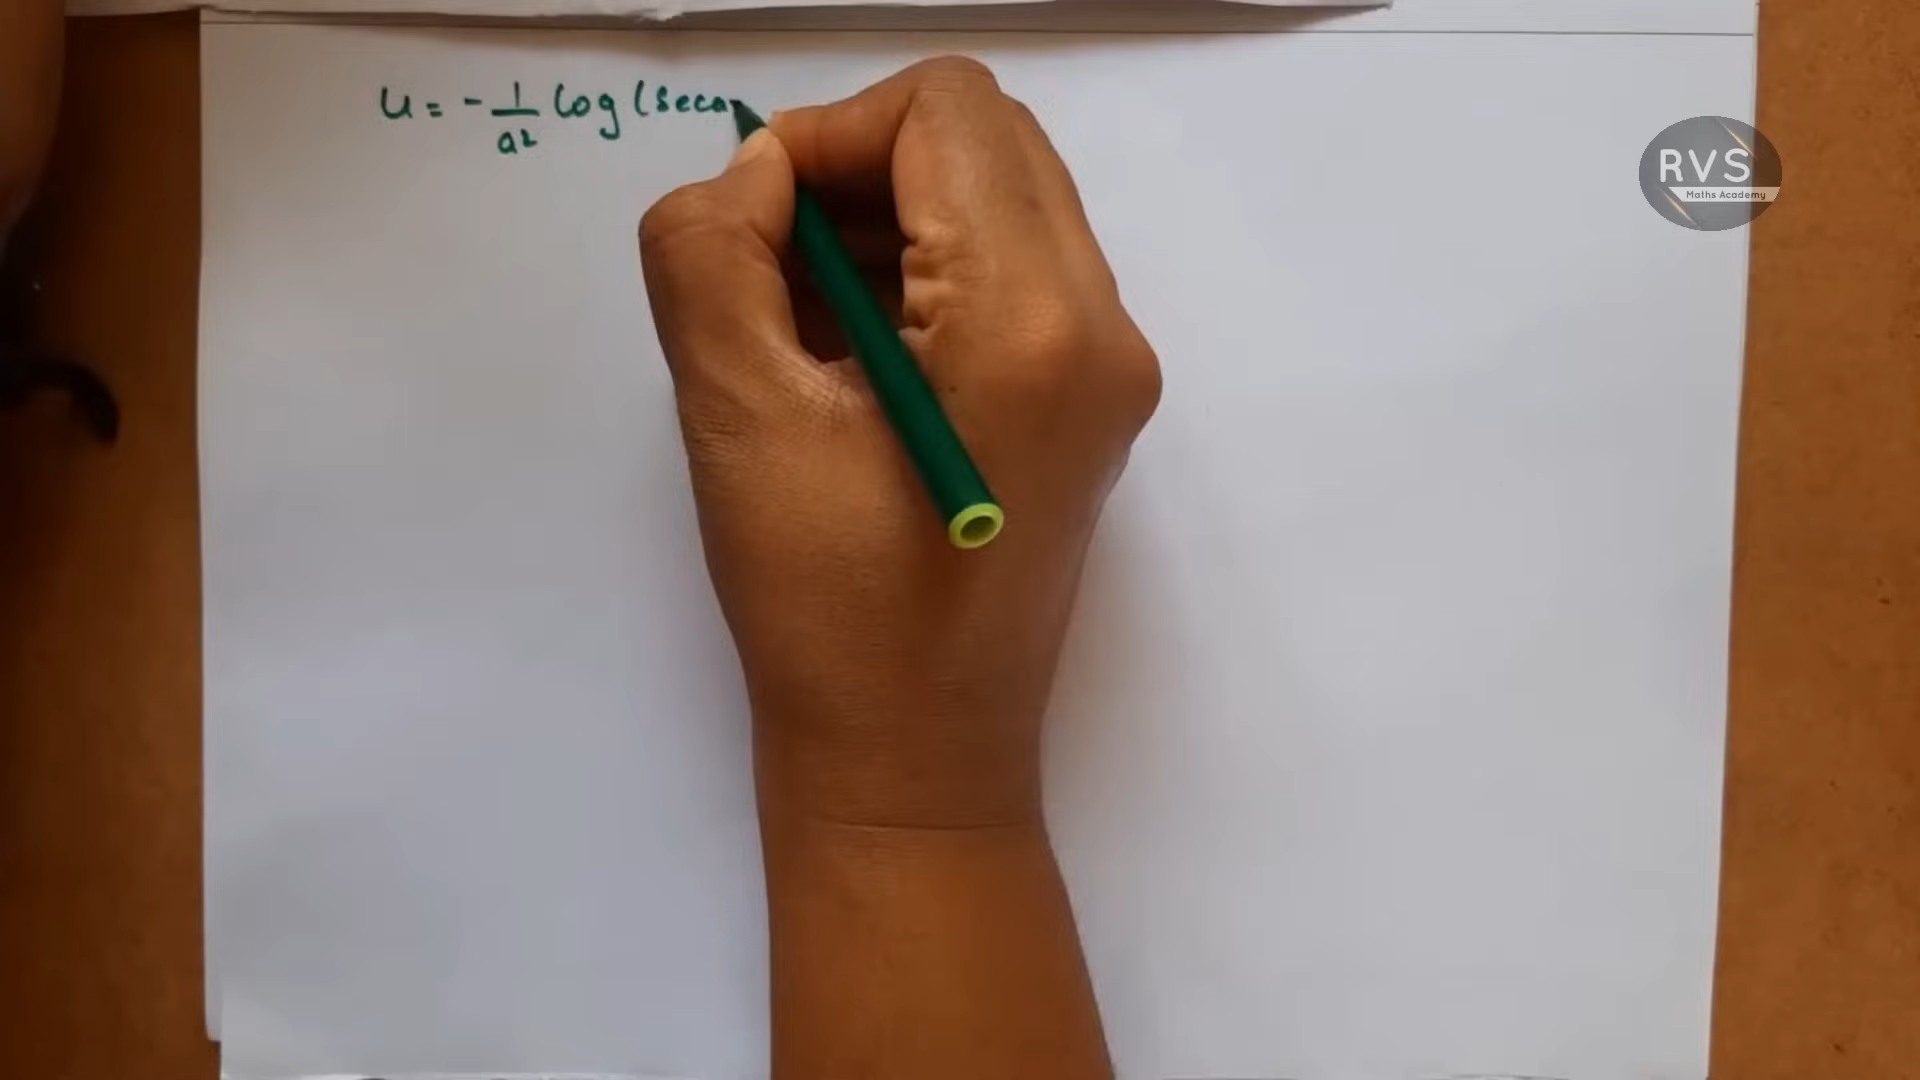 u = - 1/a² log (seca
RVS
Maths Academy